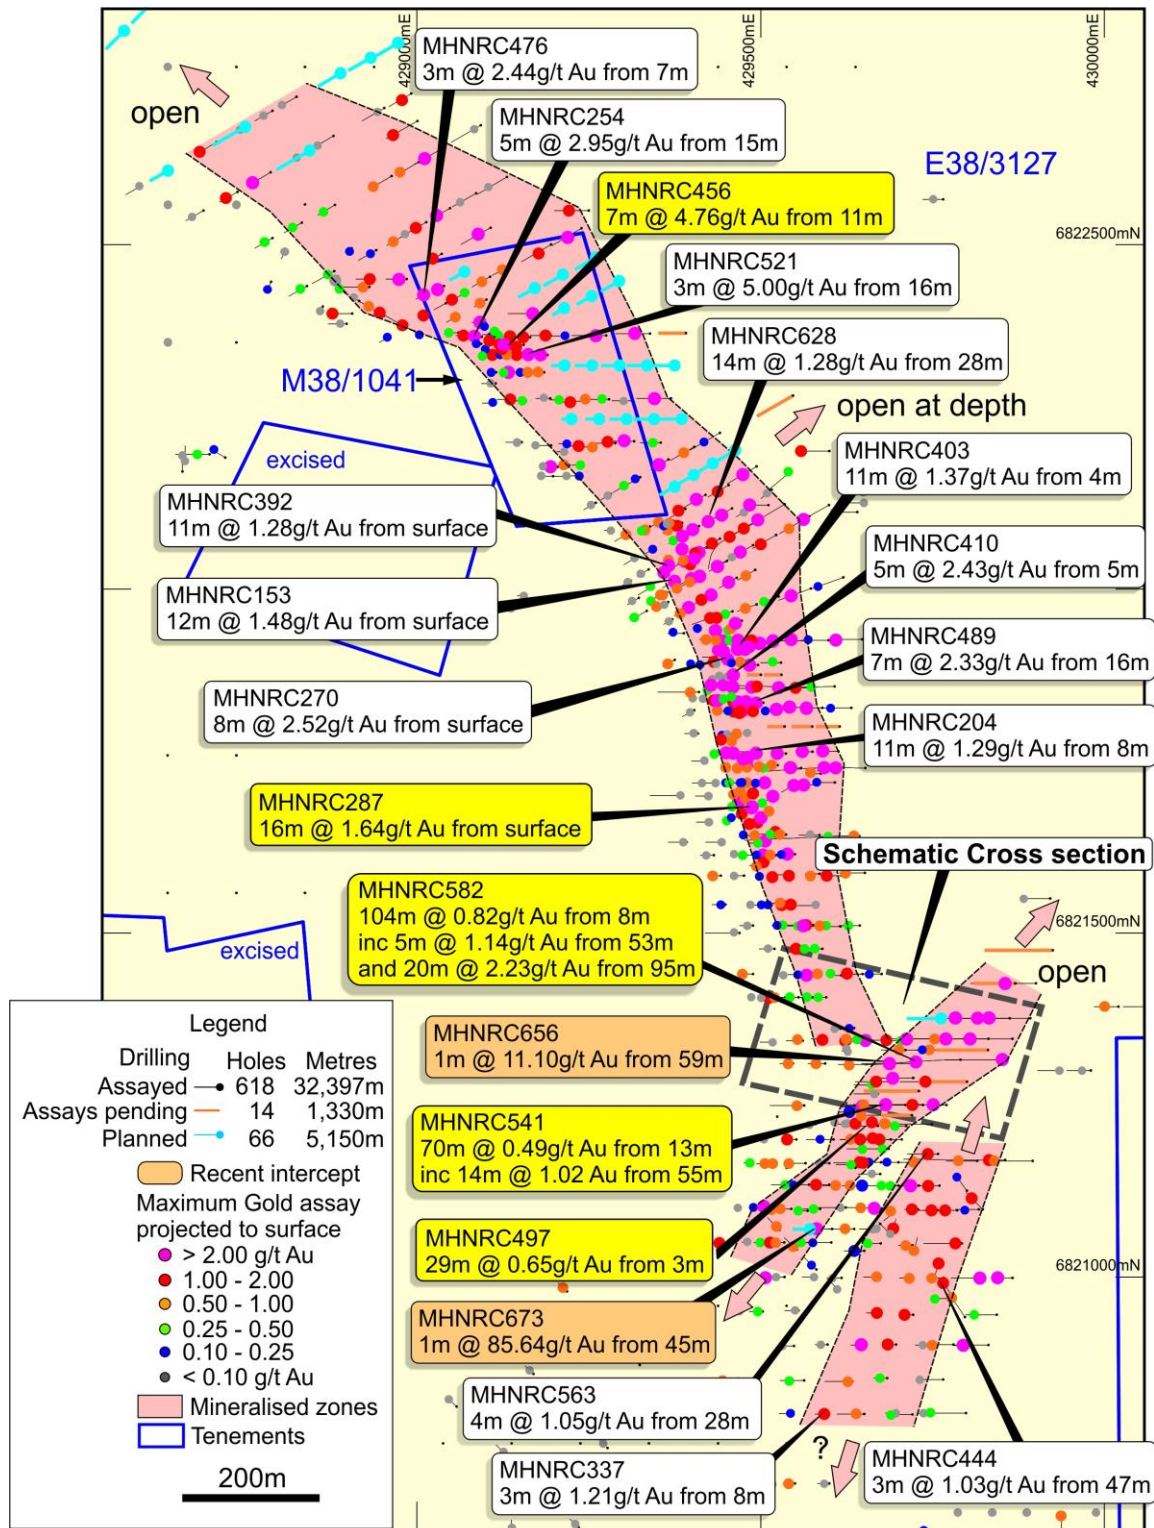 429000mE
429500mE
430000mE
MHNRC476
3m @ 2.44g/t Au from 7m
open
MHNRC254
5m @ 2.95g/t Au from 15m
E38/3127
MHNRC456
7m @ 4.76g/t Au from 11m
6822500mN
MHNRC521
3m @ 5.00g/t Au from 16m
MHNRC628
14m @ 1.28g/t Au from 28m
M38/1041
open at depth
excised
MHNRC403
11m @ 1.37g/t Au from 4m
MHNRC392
11m @ 1.28g/t Au from surface
MHNRC410
5m @ 2.43g/t Au from 5m
MHNRC153
12m @ 1.48g/t Au from surface
MHNRC489
7m @ 2.33g/t Au from 16m
MHNRC270
8m @ 2.52g/t Au from surface
MHNRC204
11m @ 1.29g/t Au from 8m
MHNRC287
16m @ 1.64g/t Au from surface
Schematic Cross section
MHNRC582
104m @ 0.82g/t Au from 8m
inc 5m @ 1.14g/t Au from 53m
and 20m @ 2.23g/t Au from 95m
6821500mN
excised
open
Legend
Drilling Holes Metres
Assayed 618 32,397m
Assays pending 14 1,330m
Planned 66 5,150m
Recent intercept
Maximum Gold assay
projected to surface
> 2.00 g/t Au
1.00 - 2.00
0.50 - 1.00
0.25 - 0.50
0.10 - 0.25
< 0.10 g/t Au
Mineralised zones
Tenements
200m
MHNRC656
1m @ 11.10g/t Au from 59m
MHNRC541
70m @ 0.49g/t Au from 13m
inc 14m @ 1.02 Au from 55m
MHNRC497
29m @ 0.65g/t Au from 3m
6821000mN
MHNRC673
1m @ 85.64g/t Au from 45m
MHNRC563
4m @ 1.05g/t Au from 28m
?
MHNRC337
3m @ 1.21g/t Au from 8m
MHNRC444
3m @ 1.03g/t Au from 47m